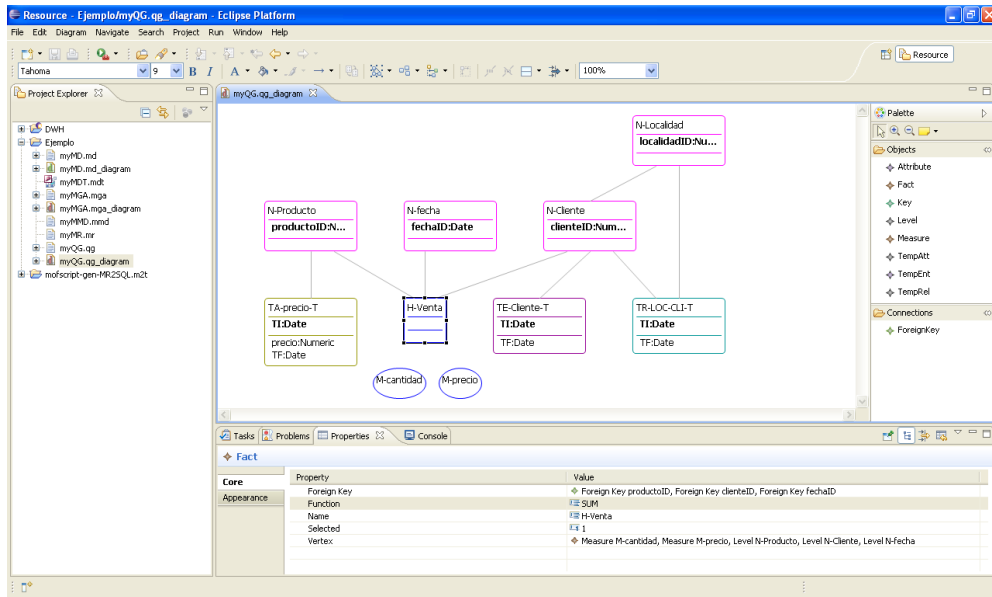 Resource - Ejemplo/myQG.qg_diagram - Eclipse Platform
File Edit Diagram Navigate Search Project Run Window Help
Resource
Tahoma 9 B I A 100%
Project Explorer
DWH
Ejemplo
myMD.md
myMD.md_diagram
myMDT.mdt
myMGA.mga
myMGA.mga_diagram
myMMD.mmd
myMR.mr
myQG.qg
myQG.qg_diagram
mofscript-gen-MR2SQL.m2t
myQG.qg_diagram
N-Localidad
localidadID:Nu...
N-Producto
productoID:N...
N-fecha
fechaID:Date
N-Cliente
clienteID:Num...
TA-precio-T
TI:Date
precio:Numeric
TF:Date
H-Venta
TE-Cliente-T
TI:Date
TF:Date
TR-LOC-CLI-T
TI:Date
TF:Date
M-cantidad
M-precio
Palette
Objects
Attribute
Fact
Key
Level
Measure
TempAtt
TempEnt
TempRel
Connections
ForeignKey
Tasks Problems Properties Console
Fact
Core
Appearance
Property Value
Foreign Key Foreign Key productoID, Foreign Key clienteID, Foreign Key fechaID
Function SUM
Name H-Venta
Selected 1
Vertex Measure M-cantidad, Measure M-precio, Level N-Producto, Level N-Cliente, Level N-fecha